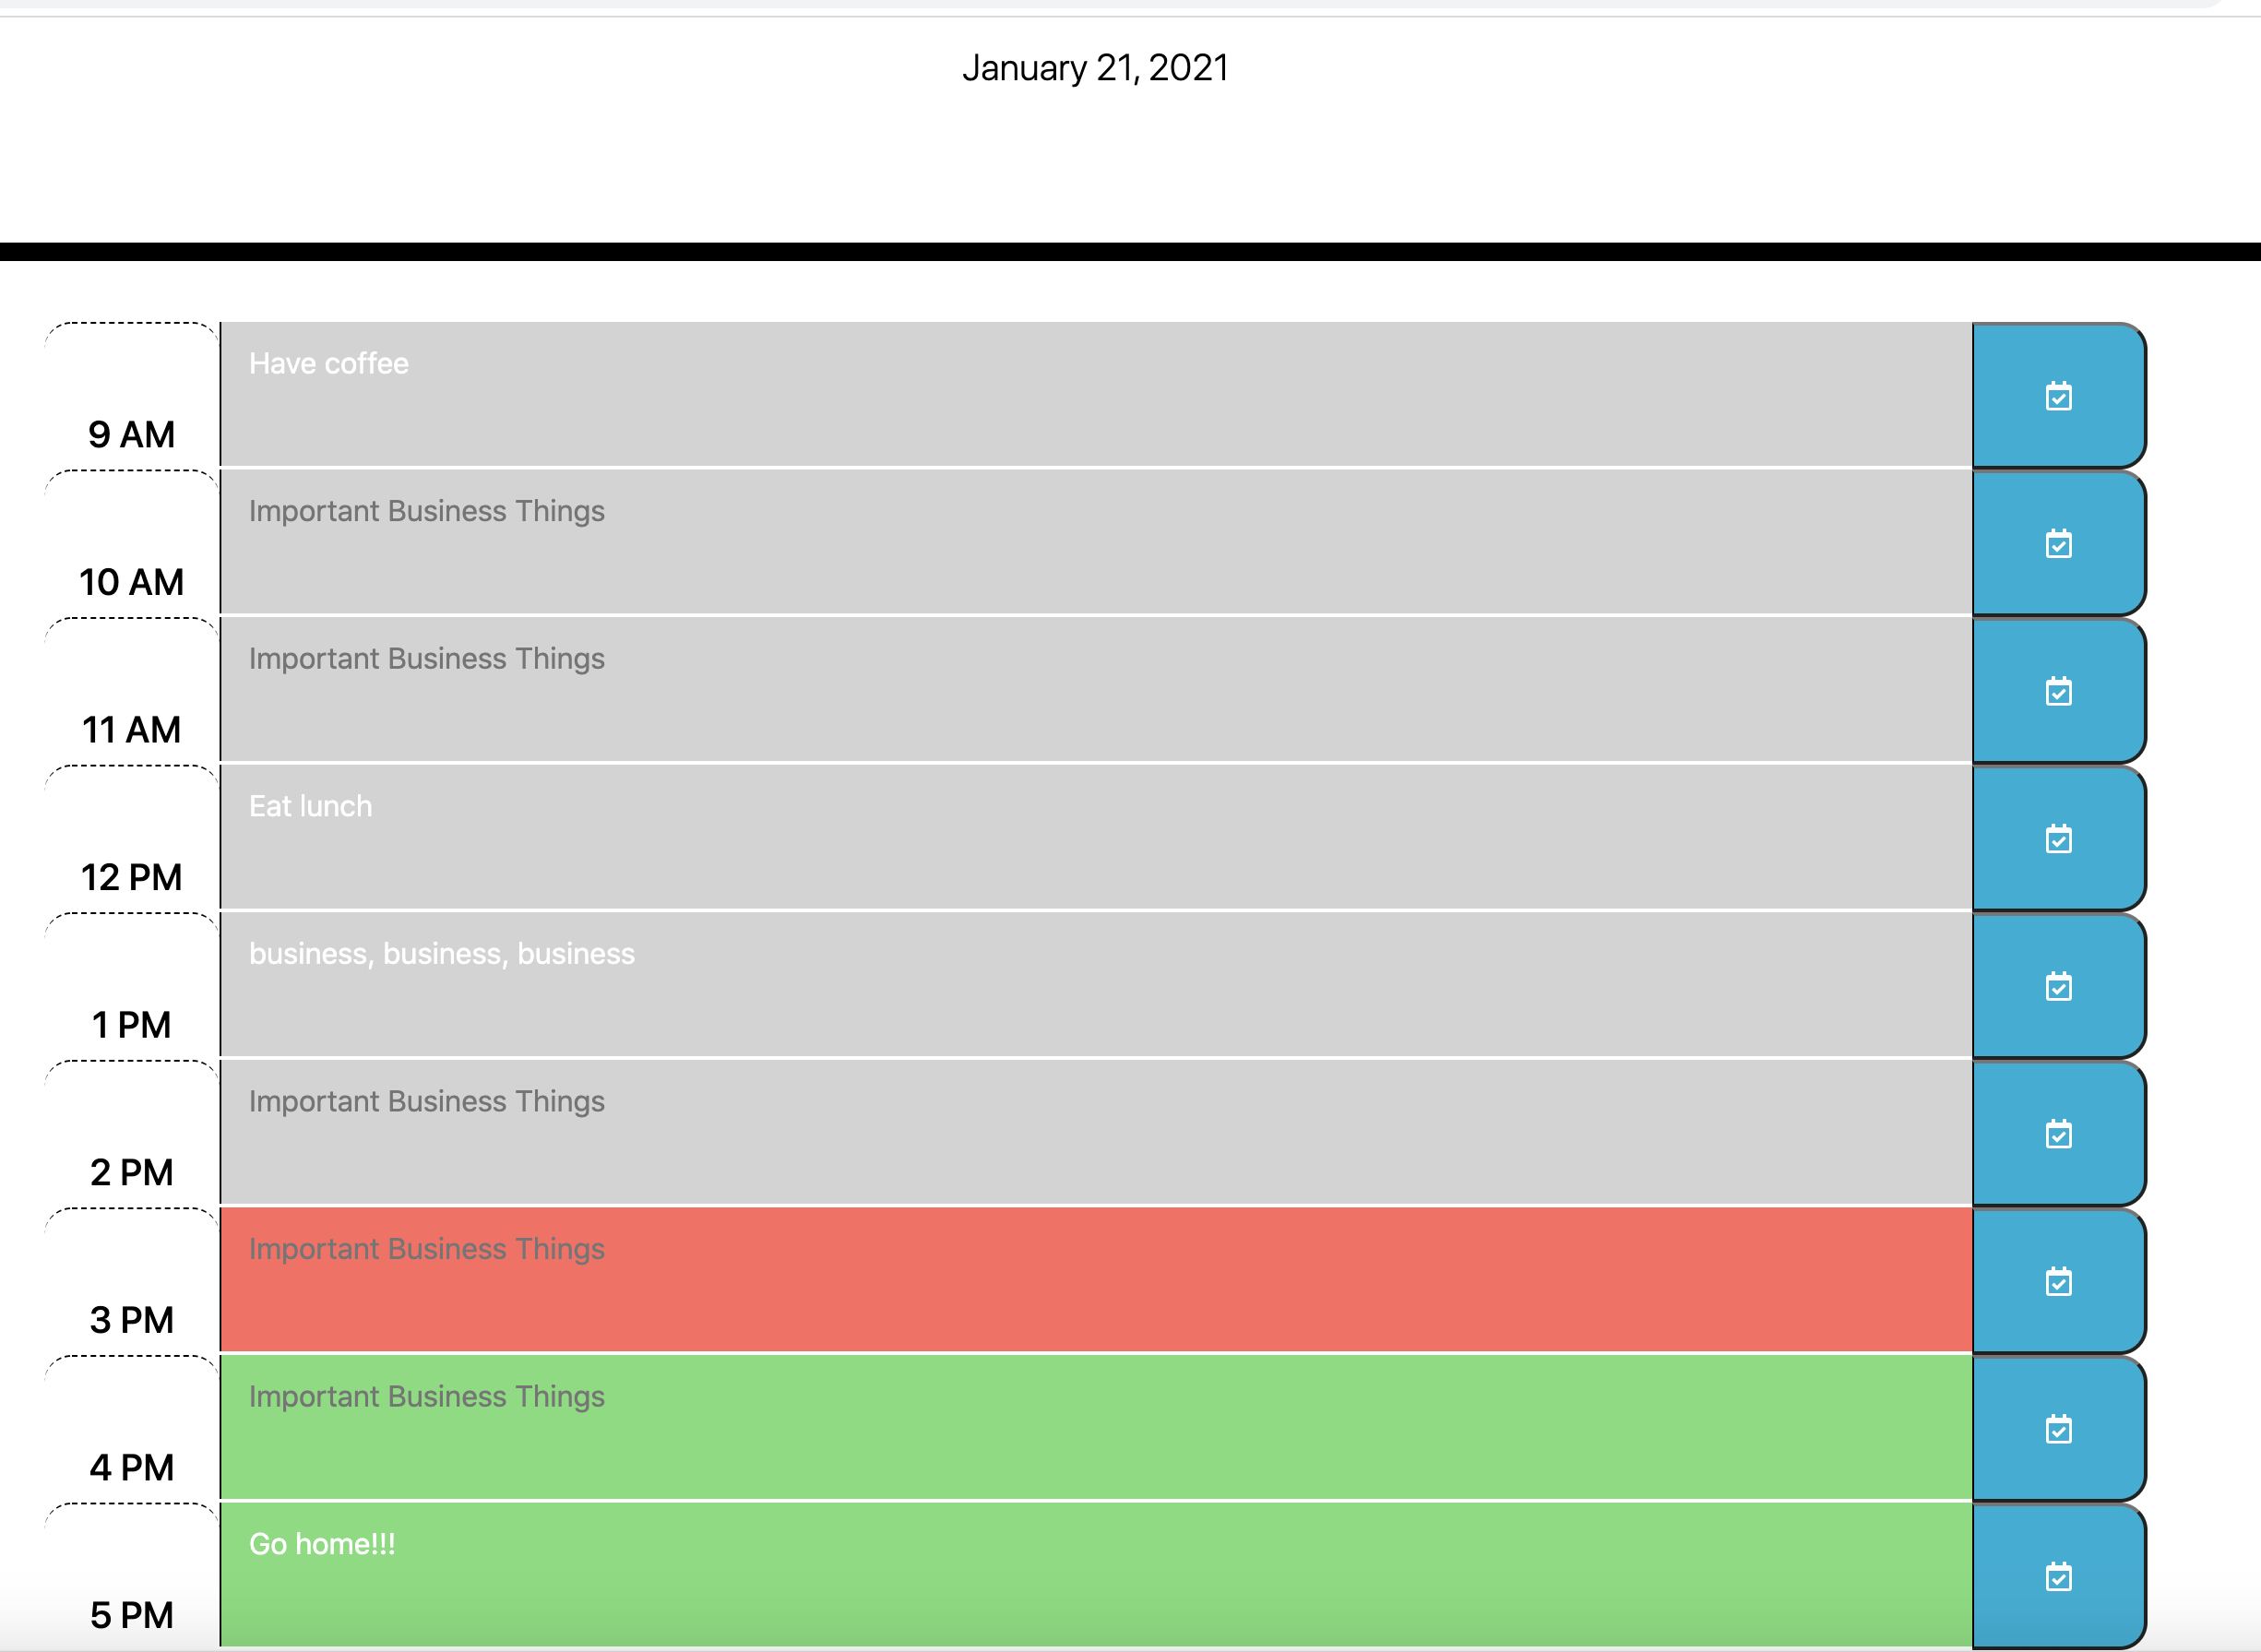 January 21, 2021
Have coffee
9 AM
Important Business Things
10 AM
Important Business Things
11 AM
Eat lunch
12 PM
business, business, business
1 PM
Important Business Things
2 PM
Important Business Things
3 PM
Important Business Things
4 PM
Go home!!!
5 PM